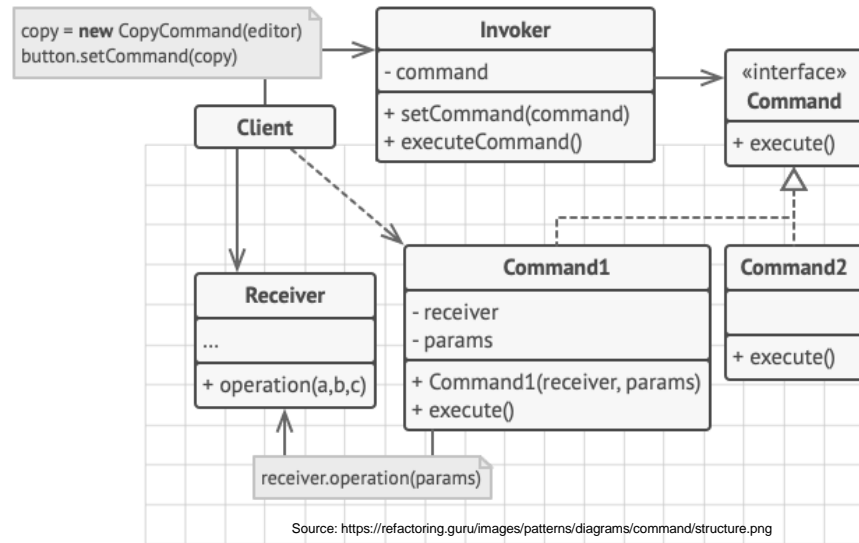 copy = new CopyCommand(editor)
button.setCommand(copy)
Client
Invoker
- command
+ setCommand(command)
+ executeCommand()
«interface»
Command
+ execute()
Receiver
...
+ operation(a,b,c)
Command1
- receiver
- params
+ Command1(receiver, params)
+ execute()
Command2
+ execute()
receiver.operation(params)
Source: https://refactoring.guru/images/patterns/diagrams/command/structure.png